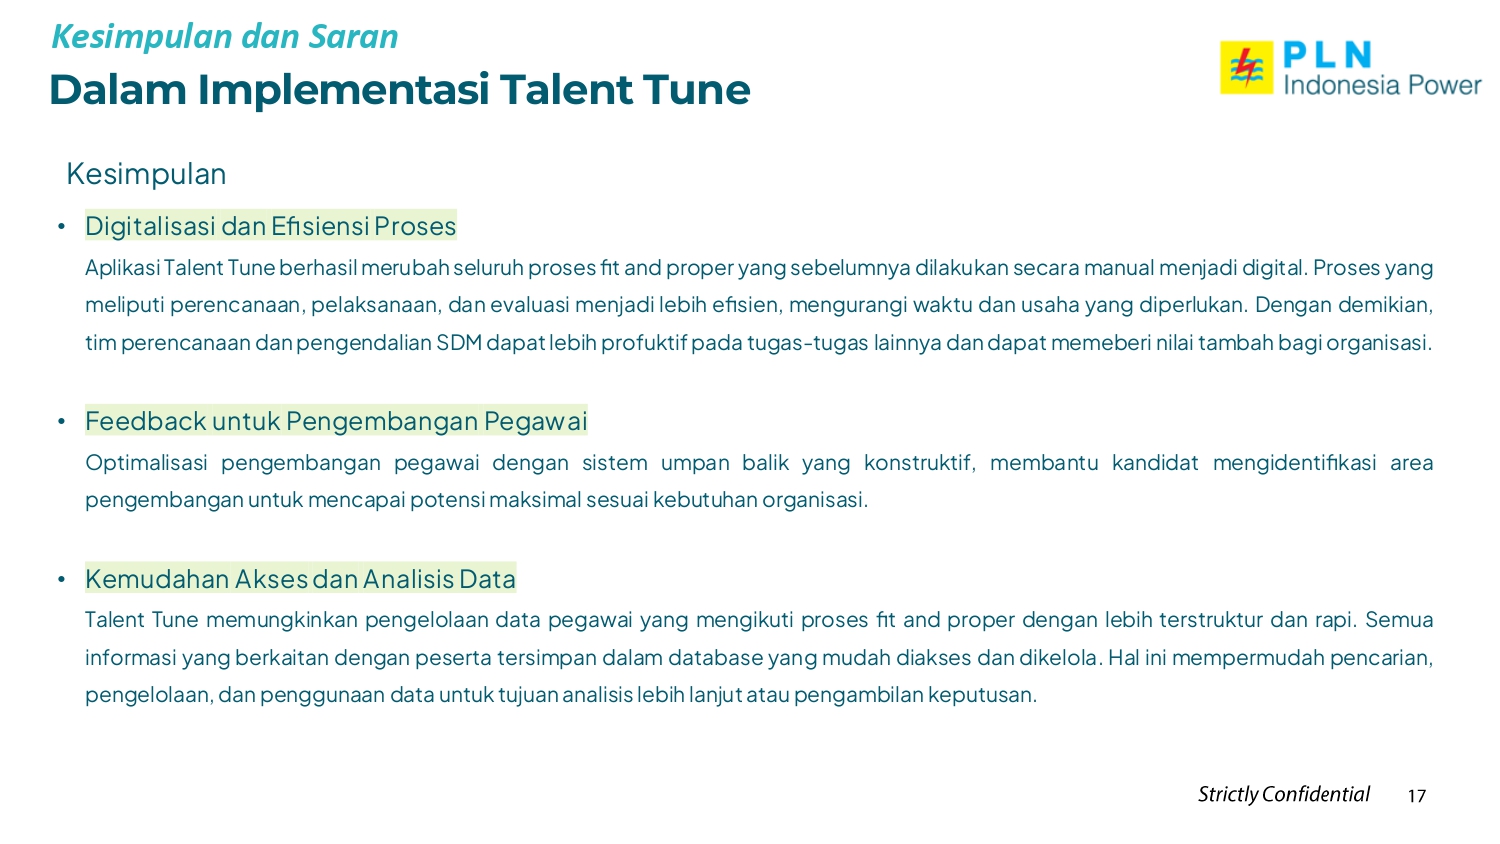 Kesimpulan dan Saran
Dalam Implementasi Talent Tune
PLN
Indonesia Power
Kesimpulan
• Digitalisasi dan Efisiensi Proses
Aplikasi Talent Tune berhasil merubah seluruh proses fit and proper yang sebelumnya dilakukan secara manual menjadi digital. Proses yang
meliputi perencanaan, pelaksanaan, dan evaluasi menjadi lebih efisien, mengurangi waktu dan usaha yang diperlukan. Dengan demikian,
tim perencanaan dan pengendalian SDM dapat lebih profuktif pada tugas-tugas lainnya dan dapat memeberi nilai tambah bagi organisasi.
• Feedback untuk Pengembangan Pegawai
Optimalisasi pengembangan pegawai dengan sistem umpan balik yang konstruktif, membantu kandidat mengidentifikasi area
pengembangan untuk mencapai potensi maksimal sesuai kebutuhan organisasi.
• Kemudahan Akses dan Analisis Data
Talent Tune memungkinkan pengelolaan data pegawai yang mengikuti proses fit and proper dengan lebih terstruktur dan rapi. Semua
informasi yang berkaitan dengan peserta tersimpan dalam database yang mudah diakses dan dikelola. Hal ini mempermudah pencarian,
pengelolaan, dan penggunaan data untuk tujuan analisis lebih lanjut atau pengambilan keputusan.
Strictly Confidential 17